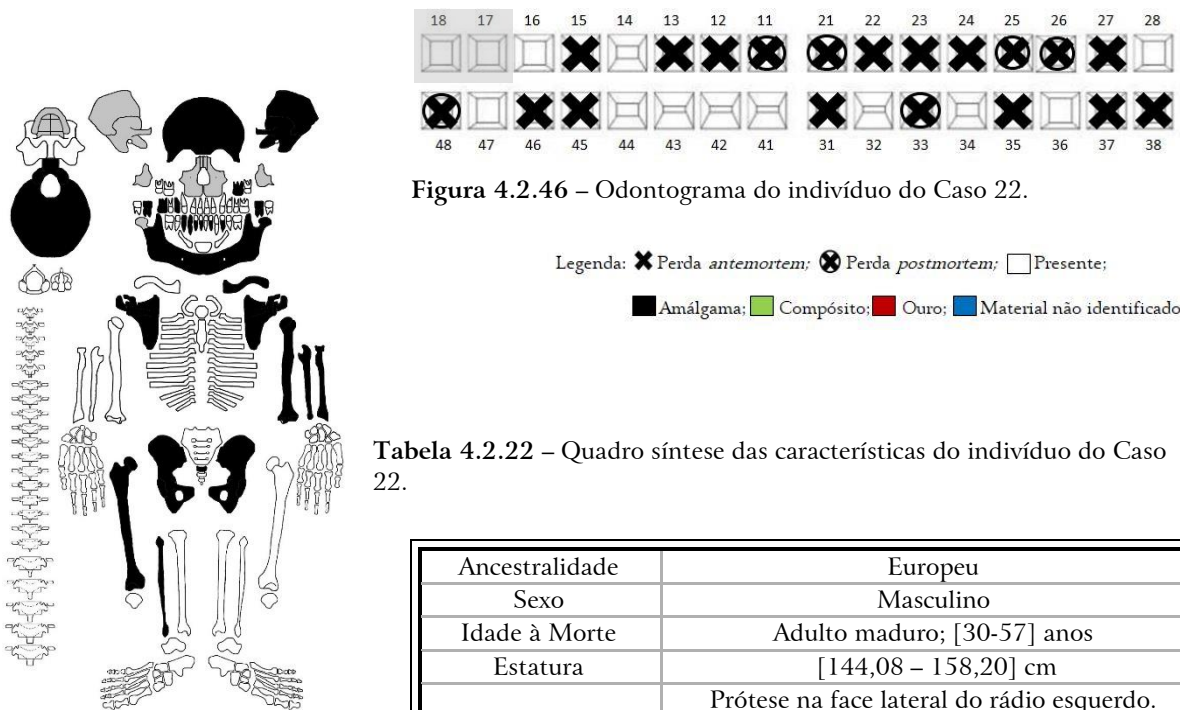 18 17 16 15 14 13 12 11 21 22 23 24 25 26 27 28
48 47 46 45 44 43 42 41 31 32 33 34 35 36 37 38
Figura 4.2.46 – Odontograma do indivíduo do Caso 22.
Legenda: Perda antemortem; Perda postmortem; Presente;
Amálgama; Compósito; Ouro; Material não identificado
Tabela 4.2.22 – Quadro síntese das características do indivíduo do Caso
22.
Ancestralidade Europeu
Sexo Masculino
Idade à Morte Adulto maduro; [30-57] anos
Estatura [144,08 – 158,20] cm
Prótese na face lateral do rádio esquerdo.